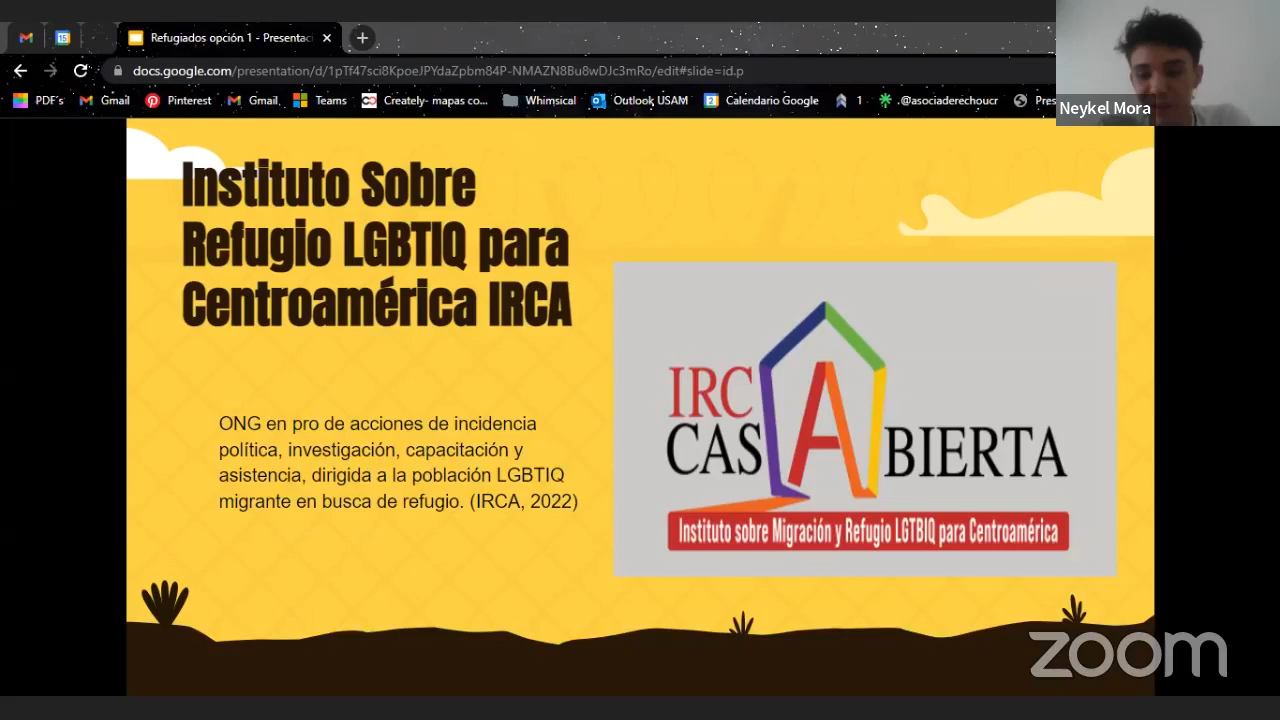 Refugiados opción 1 - Presentaci
docs.google.com/presentation/d/1pTf47sci8KpoeJPYdaZpbm84P-NMAZN8Bu8wDJc3mRo/edit#slide=id.p
PDF's Gmail Pinterest Gmail Teams Creately- mapas co... Whimsical Outlook USAM Calendario Google 1 .@asociaderechoucr Pres
Neykel Mora
Instituto Sobre
Refugio LGBTIQ para
Centroamérica IRCA
ONG en pro de acciones de incidencia
política, investigación, capacitación y
asistencia, dirigida a la población LGBTIQ
migrante en busca de refugio. (IRCA, 2022)
IRC
CASABIERTA
Instituto sobre Migración y Refugio LGTBIQ para Centroamérica
zoom